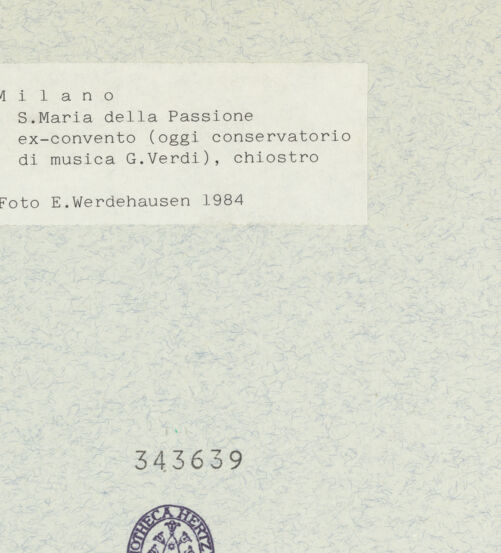 M i l a n o
S.Maria della Passione
ex-convento (oggi conservatorio
di musica G.Verdi), chiostro
Foto E.Werdehausen 1984
343639